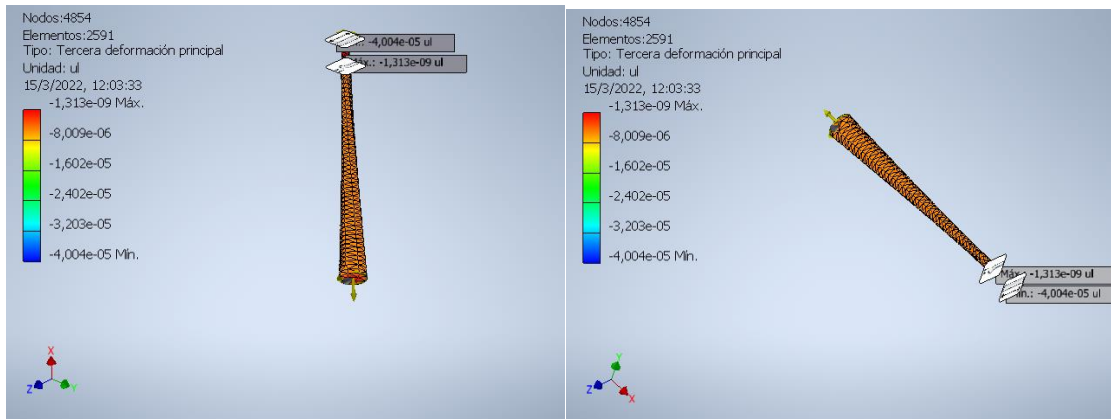 Nodos:4854
Elementos:2591
Tipo: Tercera deformación principal
Unidad: ul
15/3/2022, 12:03:33
-1,313e-09 Máx.
-8,009e-06
-1,602e-05
-2,402e-05
-3,203e-05
-4,004e-05 Mín.
-4,004e-05 ul
Máx.: -1,313e-09 ul
X
Z
Y
Nodos:4854
Elementos:2591
Tipo: Tercera deformación principal
Unidad: ul
15/3/2022, 12:03:33
-1,313e-09 Máx.
-8,009e-06
-1,602e-05
-2,402e-05
-3,203e-05
-4,004e-05 Mín.
-1,313e-09 ul
-4,004e-05 ul
Y
Z
X